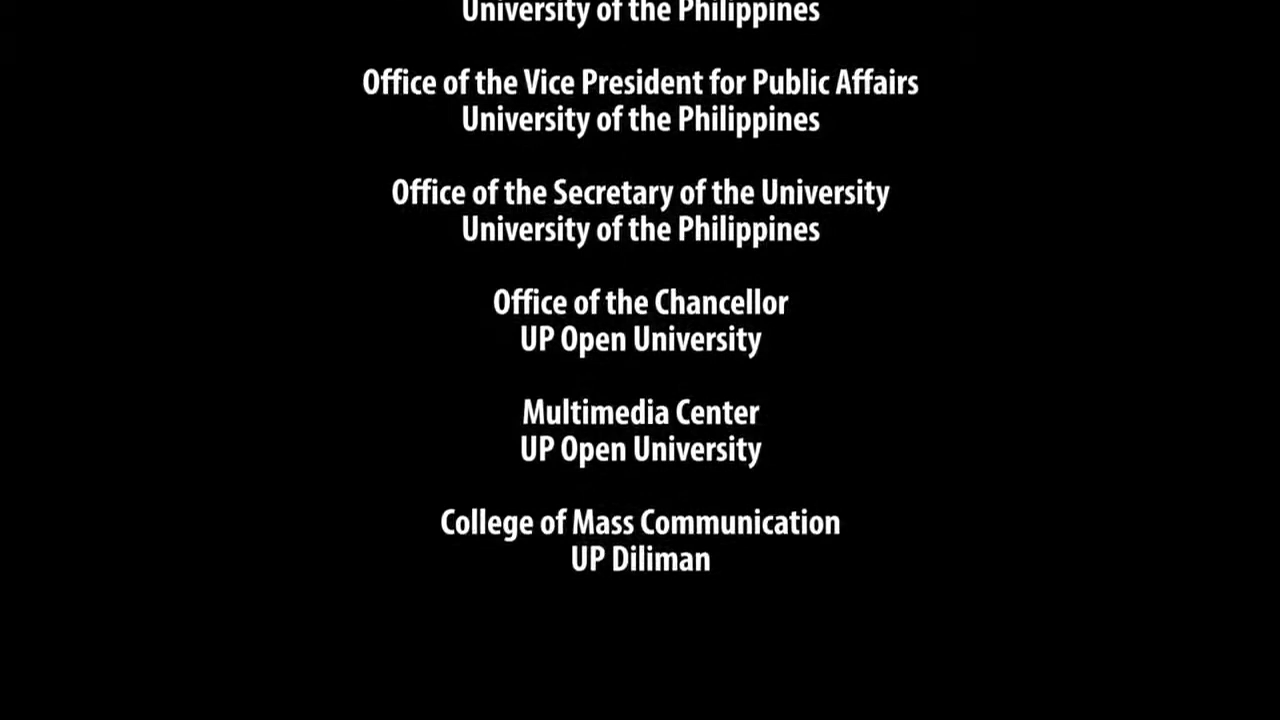 University of the Philippines
Office of the Vice President for Public Affairs
University of the Philippines
Office of the Secretary of the University
University of the Philippines
Office of the Chancellor
UP Open University
Multimedia Center
UP Open University
College of Mass Communication
UP Diliman